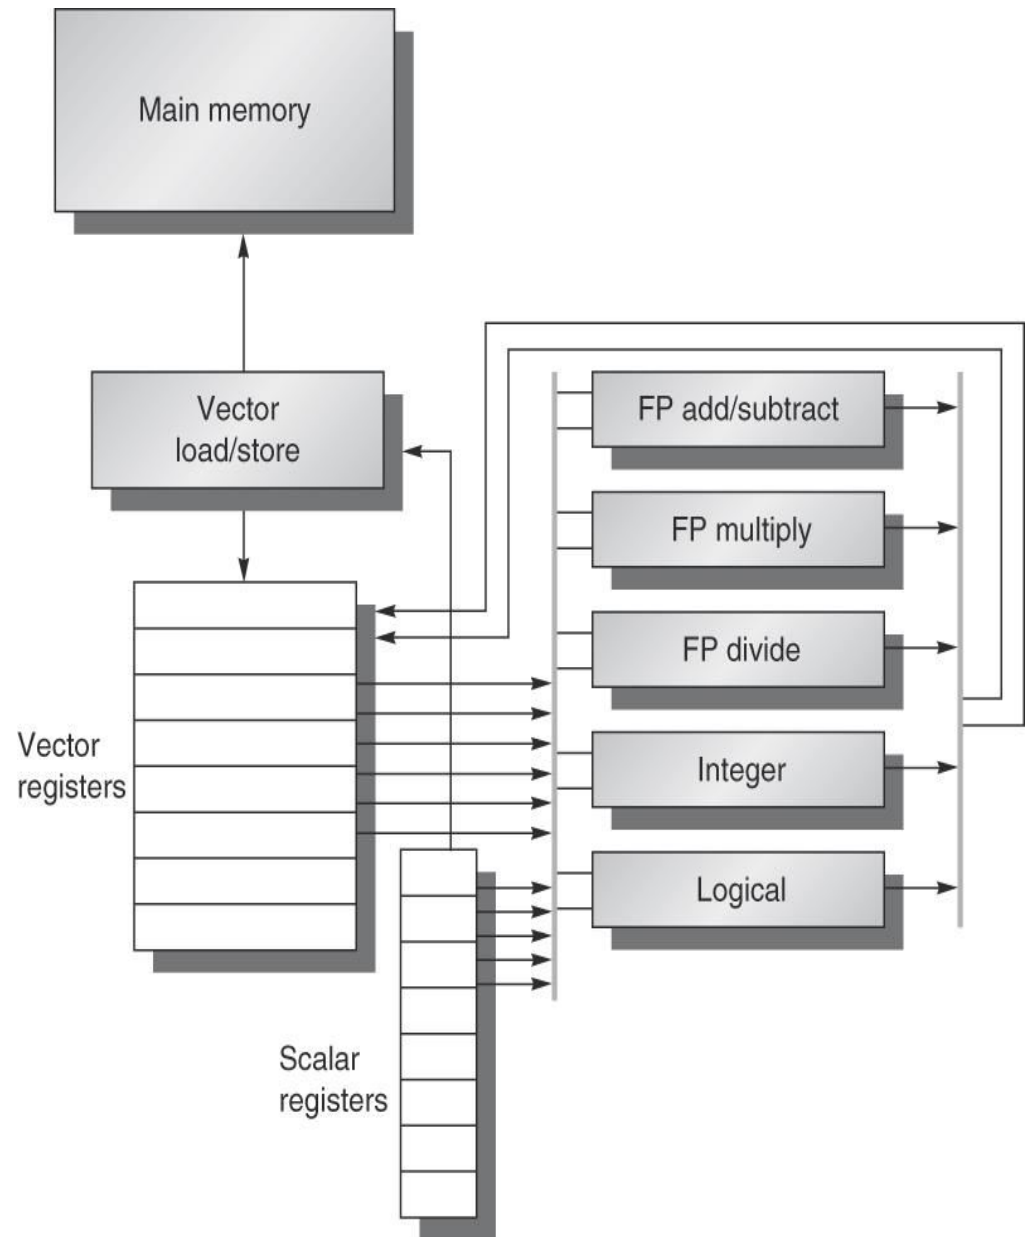 Main memory
Vector
load/store
FP add/subtract
FP multiply
FP divide
Integer
Logical
Vector
registers
Scalar
registers